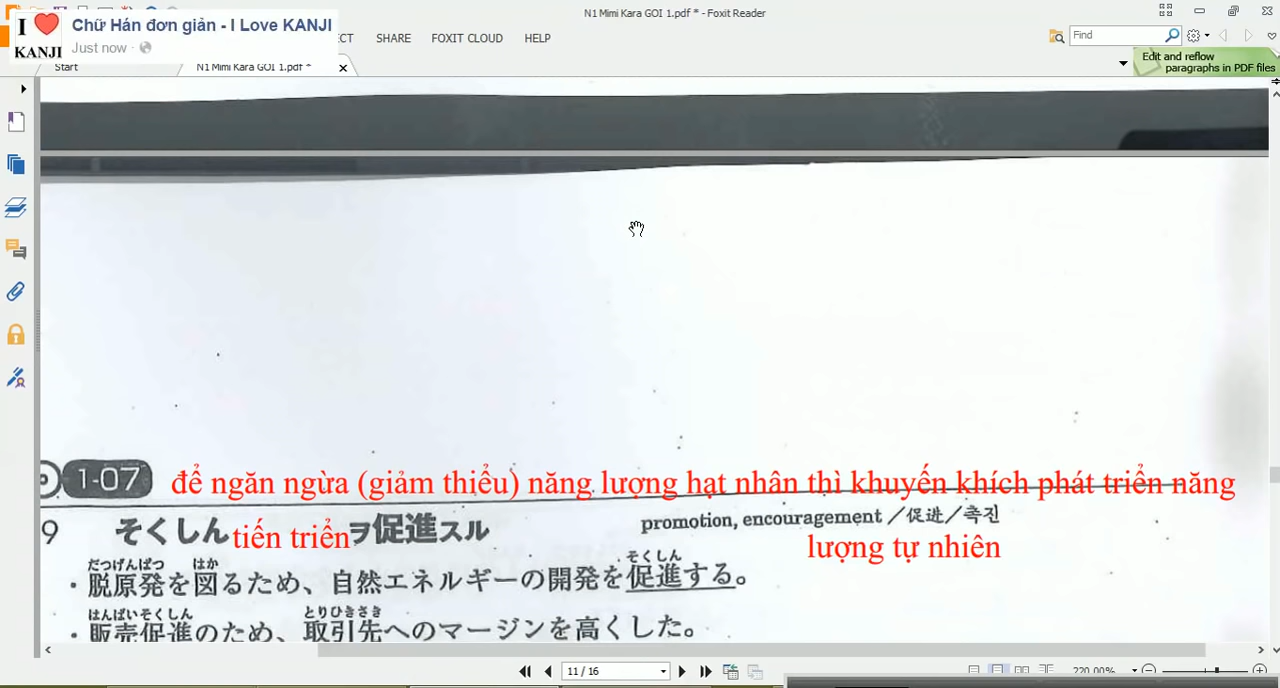 N1 Mimi Kara GOI 1.pdf * - Foxit Reader
I ❤ KANJI
Chữ Hán đơn giản - I Love KANJI
Just now
SHARE
FOXIT CLOUD
HELP
Find
Start
N1 Mimi Kara GOI 1.pdf *
Edit and reflow
paragraphs in PDF files
1-07
để ngăn ngừa (giảm thiểu) năng lượng hạt nhân thì khuyến khích phát triển năng
lượng tự nhiên
9 そくしん tiến triển ヲ促進スル
promotion, encouragement／促进／촉진
だつげんぱつ はか そくしん
・脱原発を図るため、自然エネルギーの開発を促進する。
はんばいそくしん とりひきさき
・販売促進のため、取引先へのマージンを高くした。
11 / 16
220.00%